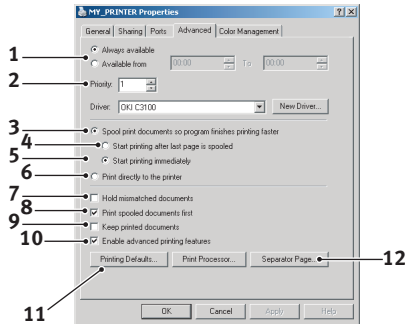 MY_PRINTER Properties
General Sharing Ports Advanced Color Management
1 Always available
Available from 00:00 To 00:00
2 Priority: 1
Driver: OKI C3100 New Driver...
3 Spool print documents so program finishes printing faster
4 Start printing after last page is spooled
5 Start printing immediately
6 Print directly to the printer
7 Hold mismatched documents
8 Print spooled documents first
9 Keep printed documents
10 Enable advanced printing features
Printing Defaults... Print Processor... Separator Page... 12
11
OK Cancel Apply Help